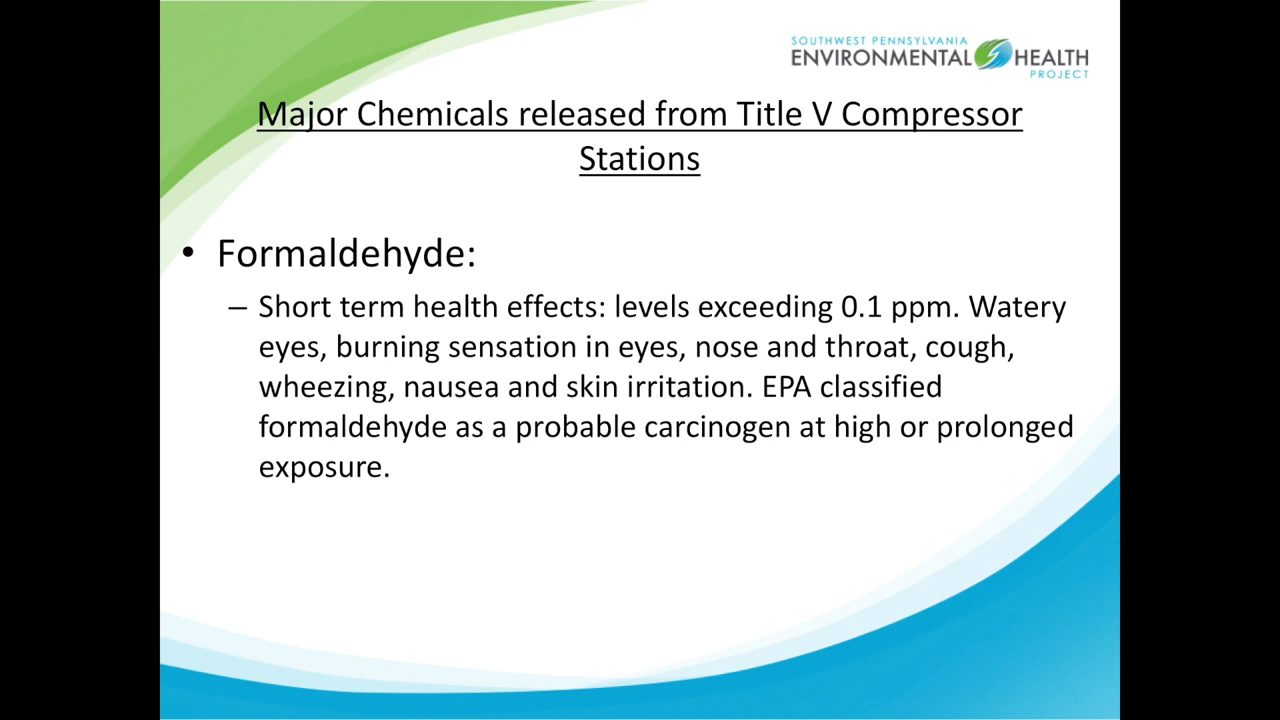 SOUTHWEST PENNSYLVANIA
ENVIRONMENTAL HEALTH
PROJECT
Major Chemicals released from Title V Compressor
Stations
• Formaldehyde:
– Short term health effects: levels exceeding 0.1 ppm. Watery
eyes, burning sensation in eyes, nose and throat, cough,
wheezing, nausea and skin irritation. EPA classified
formaldehyde as a probable carcinogen at high or prolonged
exposure.